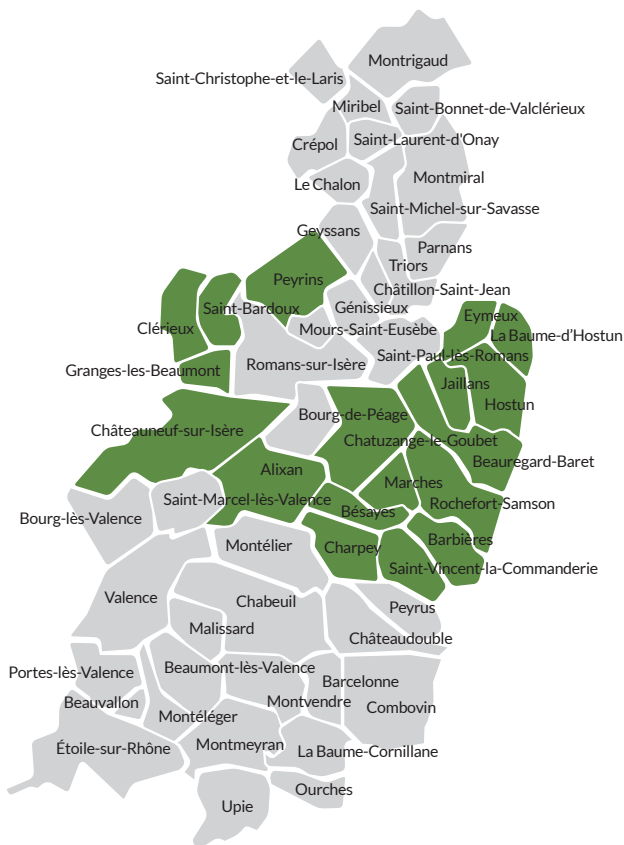 Montrigaud
Saint-Christophe-et-le-Laris
Miribel
Saint-Bonnet-de-Valclérieux
Crépol
Saint-Laurent-d'Onay
Le Chalon
Montmiral
Saint-Michel-sur-Savasse
Geyssans
Parnans
Triors
Peyrins
Châtillon-Saint-Jean
Saint-Bardoux
Génissieux
Eymeux
Clérieux
Mours-Saint-Eusèbe
La Baume-d'Hostun
Saint-Paul-lès-Romans
Granges-les-Beaumont
Romans-sur-Isère
Jaillans
Hostun
Bourg-de-Péage
Châteauneuf-sur-Isère
Chatuzange-le-Goubet
Beauregard-Baret
Alixan
Marches
Saint-Marcel-lès-Valence
Rochefort-Samson
Bésayes
Bourg-lès-Valence
Barbières
Montélier
Charpey
Saint-Vincent-la-Commanderie
Valence
Chabeuil
Peyrus
Malissard
Châteaudouble
Beaumont-lès-Valence
Portes-lès-Valence
Barcelonne
Beauvallon
Montvendre
Combovin
Montéléger
Étoile-sur-Rhône
Montmeyran
La Baume-Cornillane
Ourches
Upie